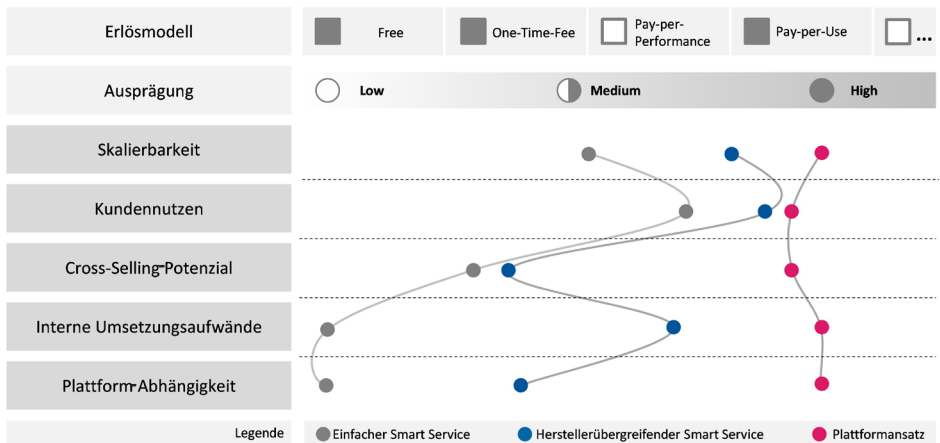 Erlösmodell
Free
One-Time-Fee
Pay-per-
Performance
Pay-per-Use
...
Ausprägung
Low
Medium
High
Skalierbarkeit
Kundennutzen
Cross-Selling-Potenzial
Interne Umsetzungsaufwände
Plattform-Abhängigkeit
Legende
Einfacher Smart Service
Herstellerübergreifender Smart Service
Plattformansatz